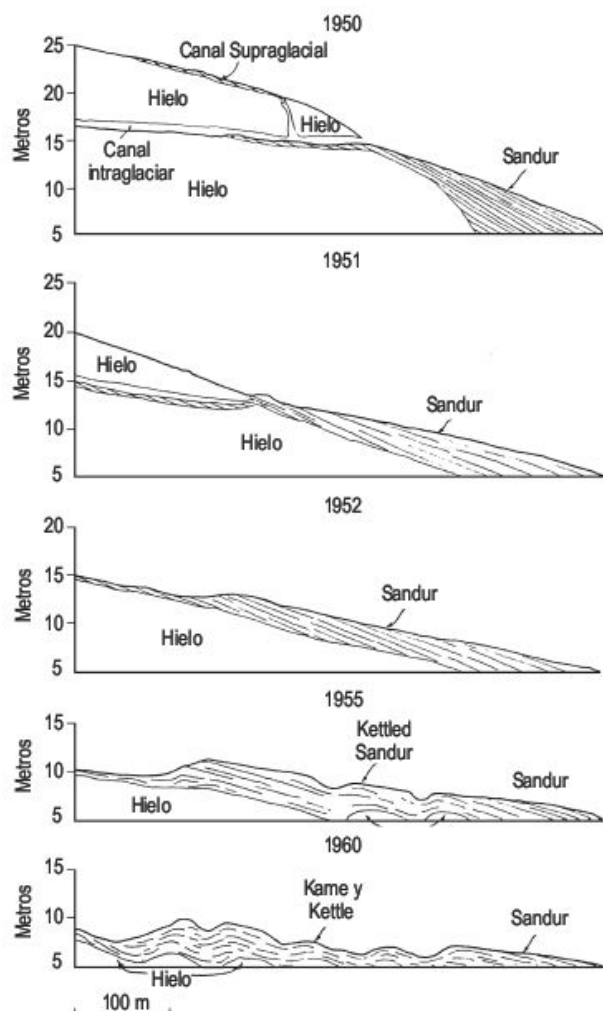 1950
25
Canal Supraglacial
20
Hielo
Hielo
Metros
15
Canal
intraglaciar
Sandur
10
Hielo
5
1951
25
20
Hielo
Metros
15
Sandur
10
Hielo
5
1952
20
Metros
15
Sandur
10
Hielo
5
1955
15
Kettled
Sandur
Metros
10
Sandur
Hielo
5
1960
15
Kame y
Kettle
Metros
10
Sandur
5
Hielo
100 m